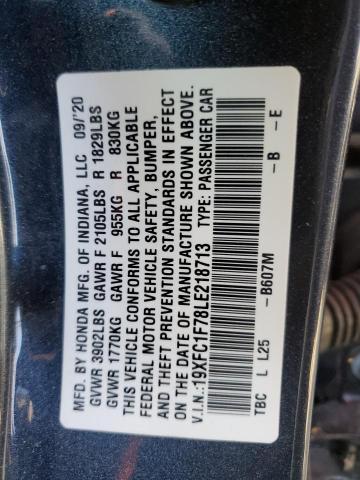 MFD. BY HONDA MFG. OF INDIANA, LLC 09/'20
GVWR 3902LBS GAWR F 2105LBS R 1829LBS
GVWR 1770KG GAWR F 955KG R 830KG
THIS VEHICLE CONFORMS TO ALL APPLICABLE
FEDERAL MOTOR VEHICLE SAFETY, BUMPER,
AND THEFT PREVENTION STANDARDS IN EFFECT
ON THE DATE OF MANUFACTURE SHOWN ABOVE.
V.I.N.:19XFC1F78LE218713 TYPE: PASSENGER CAR
TBC L L25 -B607M -B -E